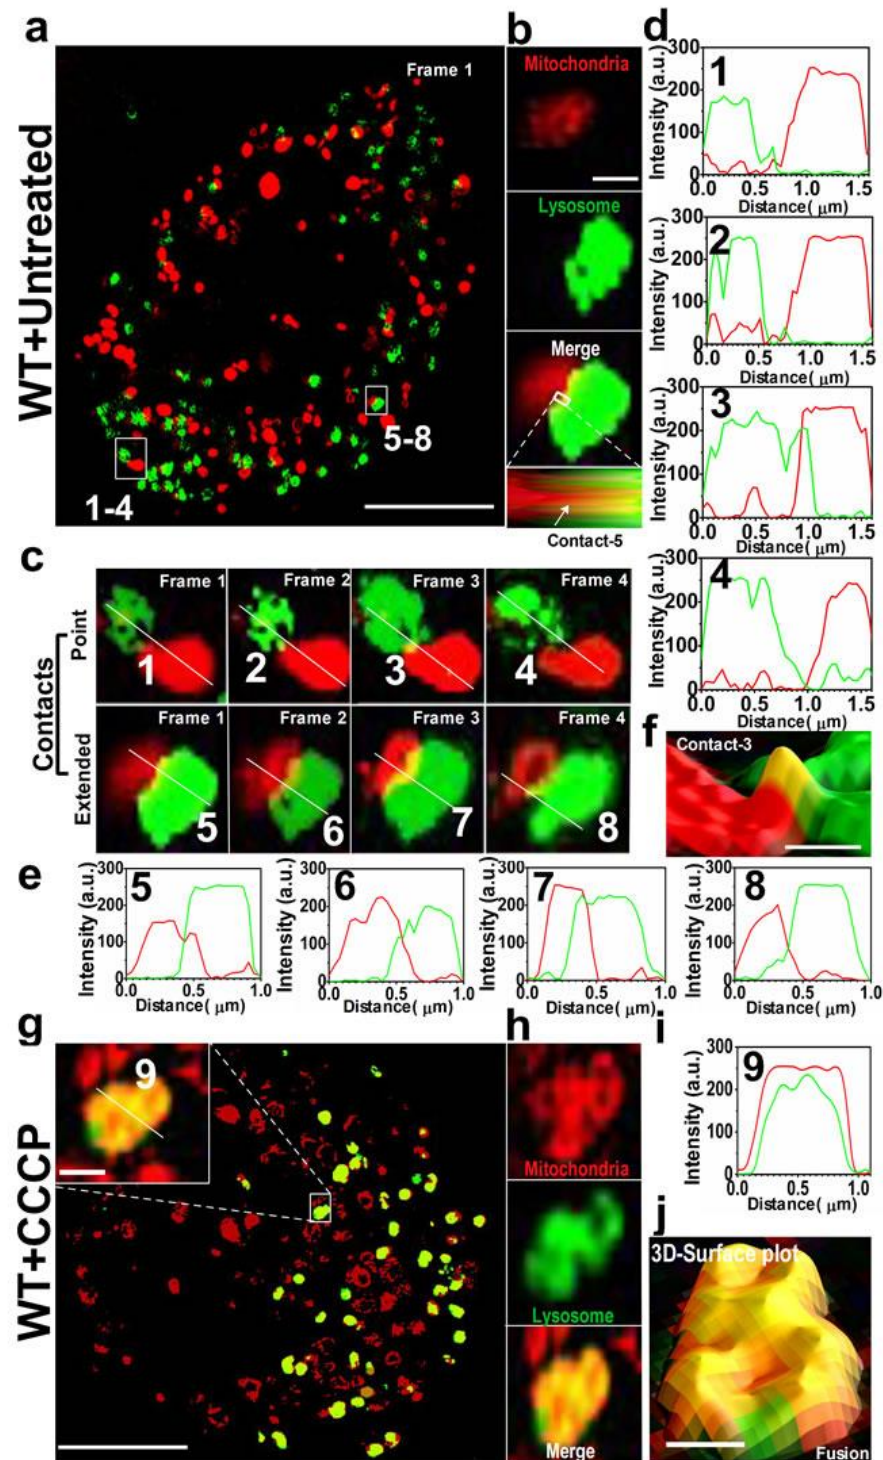 a
WT+Untreated
Frame 1
1-4
5-8
b
Mitochondria
Lysosome
Merge
Contact-5
c
Contacts
Point
Frame 1
1
Frame 2
2
Frame 3
3
Frame 4
4
Extended
Frame 1
5
Frame 2
6
Frame 3
7
Frame 4
8
d
1
Intensity (a.u.)
300
200
100
0
0.0 0.5 1.0 1.5
Distance( μm)
2
Intensity (a.u.)
300
200
100
0
0.0 0.5 1.0 1.5
Distance( μm)
3
Intensity (a.u.)
300
200
100
0
0.0 0.5 1.0 1.5
Distance( μm)
4
Intensity (a.u.)
300
200
100
0
0.0 0.5 1.0 1.5
Distance( μm)
f
Contact-3
e
5
Intensity (a.u.)
300
200
100
0
0.0 0.5 1.0
Distance( μm)
6
Intensity (a.u.)
300
200
100
0
0.0 0.5 1.0
Distance( μm)
7
Intensity (a.u.)
300
200
100
0
0.0 0.5 1.0
Distance( μm)
8
Intensity (a.u.)
300
200
100
0
0.0 0.5 1.0
Distance( μm)
g
WT+CCCP
9
h
Mitochondria
Lysosome
Merge
i
9
Intensity (a.u.)
300
200
100
0
0.0 0.5 1.0
Distance( μm)
j
3D-Surface plot
Fusion